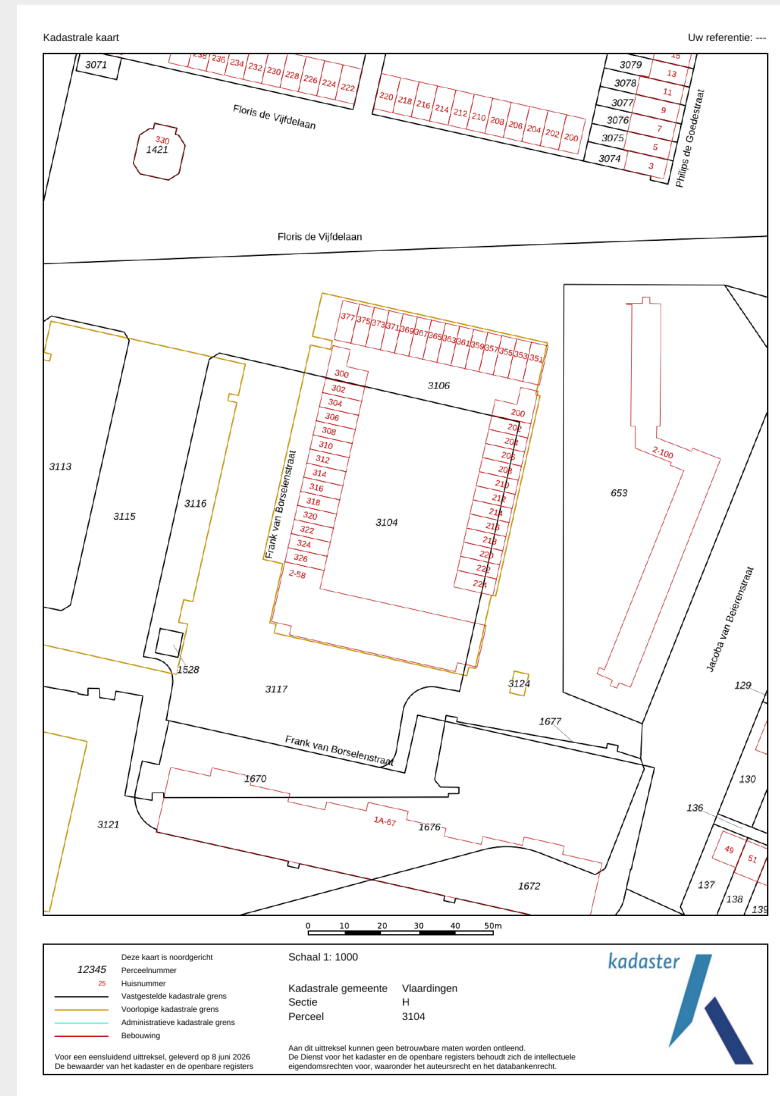 Kadastrale kaart
Uw referentie: ---
3071
236 234 232 230 228 226 224 222
220 218 216 214 212 210 208 206 204 202 200
3079
3078
3077
3076
3075
3074
15
13
11
9
7
5
3
Philips de Goedestraat
Floris de Vijfdelaan
330
1421
Floris de Vijfdelaan
377 375 373 371 369 367 365 363 361 359 357 355 353 351
3106
300
302
304
306
308
310
312
314
316
318
320
322
324
326
2-58
200
202
204
206
208
210
212
214
216
218
220
222
224
2-100
3113
3115
3116
Frank van Borselenstraat
3104
653
Jacoba van Beierenstraat
1528
3117
3124
129
1677
Frank van Borselenstraat
1670
130
136
3121
1A-67
1676
49
51
1672
137
138
139
0 10 20 30 40 50m
Deze kaart is noordgericht
12345 Perceelnummer
25 Huisnummer
Vastgestelde kadastrale grens
Voorlopige kadastrale grens
Administratieve kadastrale grens
Bebouwing
Voor een eensluidend uittreksel, geleverd op 8 juni 2026
De bewaarder van het kadaster en de openbare registers
Schaal 1: 1000
Kadastrale gemeente Vlaardingen
Sectie H
Perceel 3104
Aan dit uittreksel kunnen geen betrouwbare maten worden ontleend.
De Dienst voor het kadaster en de openbare registers behoudt zich de intellectuele
eigendomsrechten voor, waaronder het auteursrecht en het databankenrecht.
kadaster